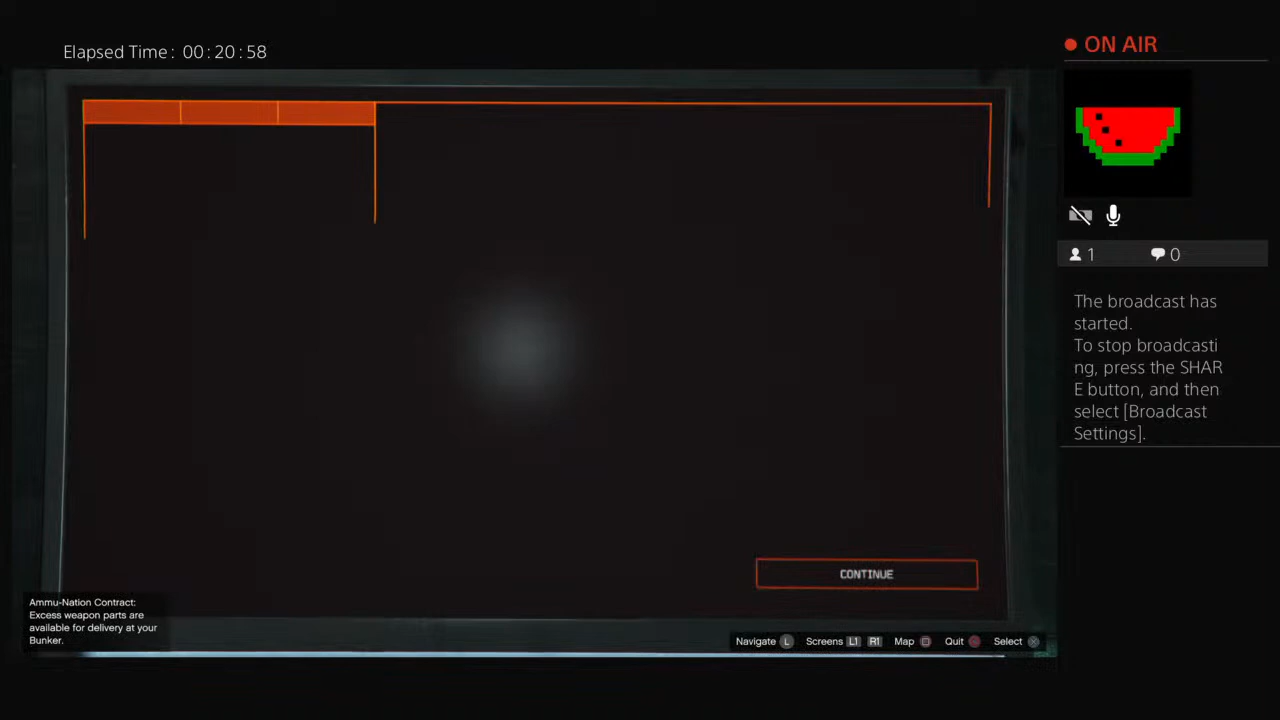 Elapsed Time: 00:20:58
ON AIR
1
0
The broadcast has
started.
To stop broadcasti
ng, press the SHAR
E button, and then
select [Broadcast
Settings].
CONTINUE
Ammu-Nation Contract:
Excess weapon parts are
available for delivery at your
Bunker.
Navigate L Screens L1 R1 Map Quit Select